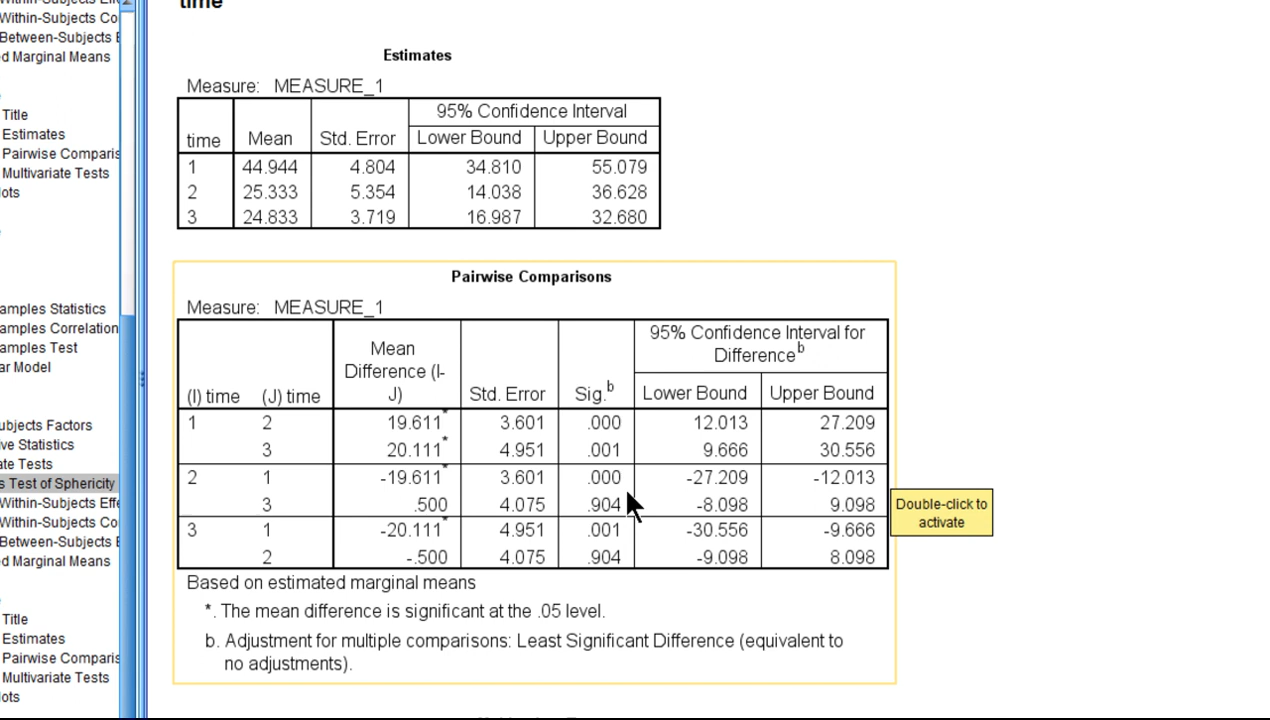 Within-Subjects Co
Between-Subjects E
d Marginal Means
Title
Estimates
Pairwise Comparis
Multivariate Tests
lots
amples Statistics
amples Correlation
amples Test
ar Model
ubjects Factors
ve Statistics
ate Tests
s Test of Sphericity
Within-Subjects Effe
Within-Subjects Co
Between-Subjects E
d Marginal Means
Title
Estimates
Pairwise Comparis
Multivariate Tests
lots
time
Estimates
Measure: MEASURE_1
95% Confidence Interval
time Mean Std. Error Lower Bound Upper Bound
1 44.944 4.804 34.810 55.079
2 25.333 5.354 14.038 36.628
3 24.833 3.719 16.987 32.680
Pairwise Comparisons
Measure: MEASURE_1
95% Confidence Interval for
Differenceb
Mean
Difference (I-
(I) time (J) time J) Std. Error Sig.b Lower Bound Upper Bound
1 2 19.611* 3.601 .000 12.013 27.209
3 20.111* 4.951 .001 9.666 30.556
2 1 -19.611* 3.601 .000 -27.209 -12.013
3 .500 4.075 .904 -8.098 9.098
3 1 -20.111* 4.951 .001 -30.556 -9.666
2 -.500 4.075 .904 -9.098 8.098
Based on estimated marginal means
*. The mean difference is significant at the .05 level.
b. Adjustment for multiple comparisons: Least Significant Difference (equivalent to
no adjustments).
Double-click to
activate